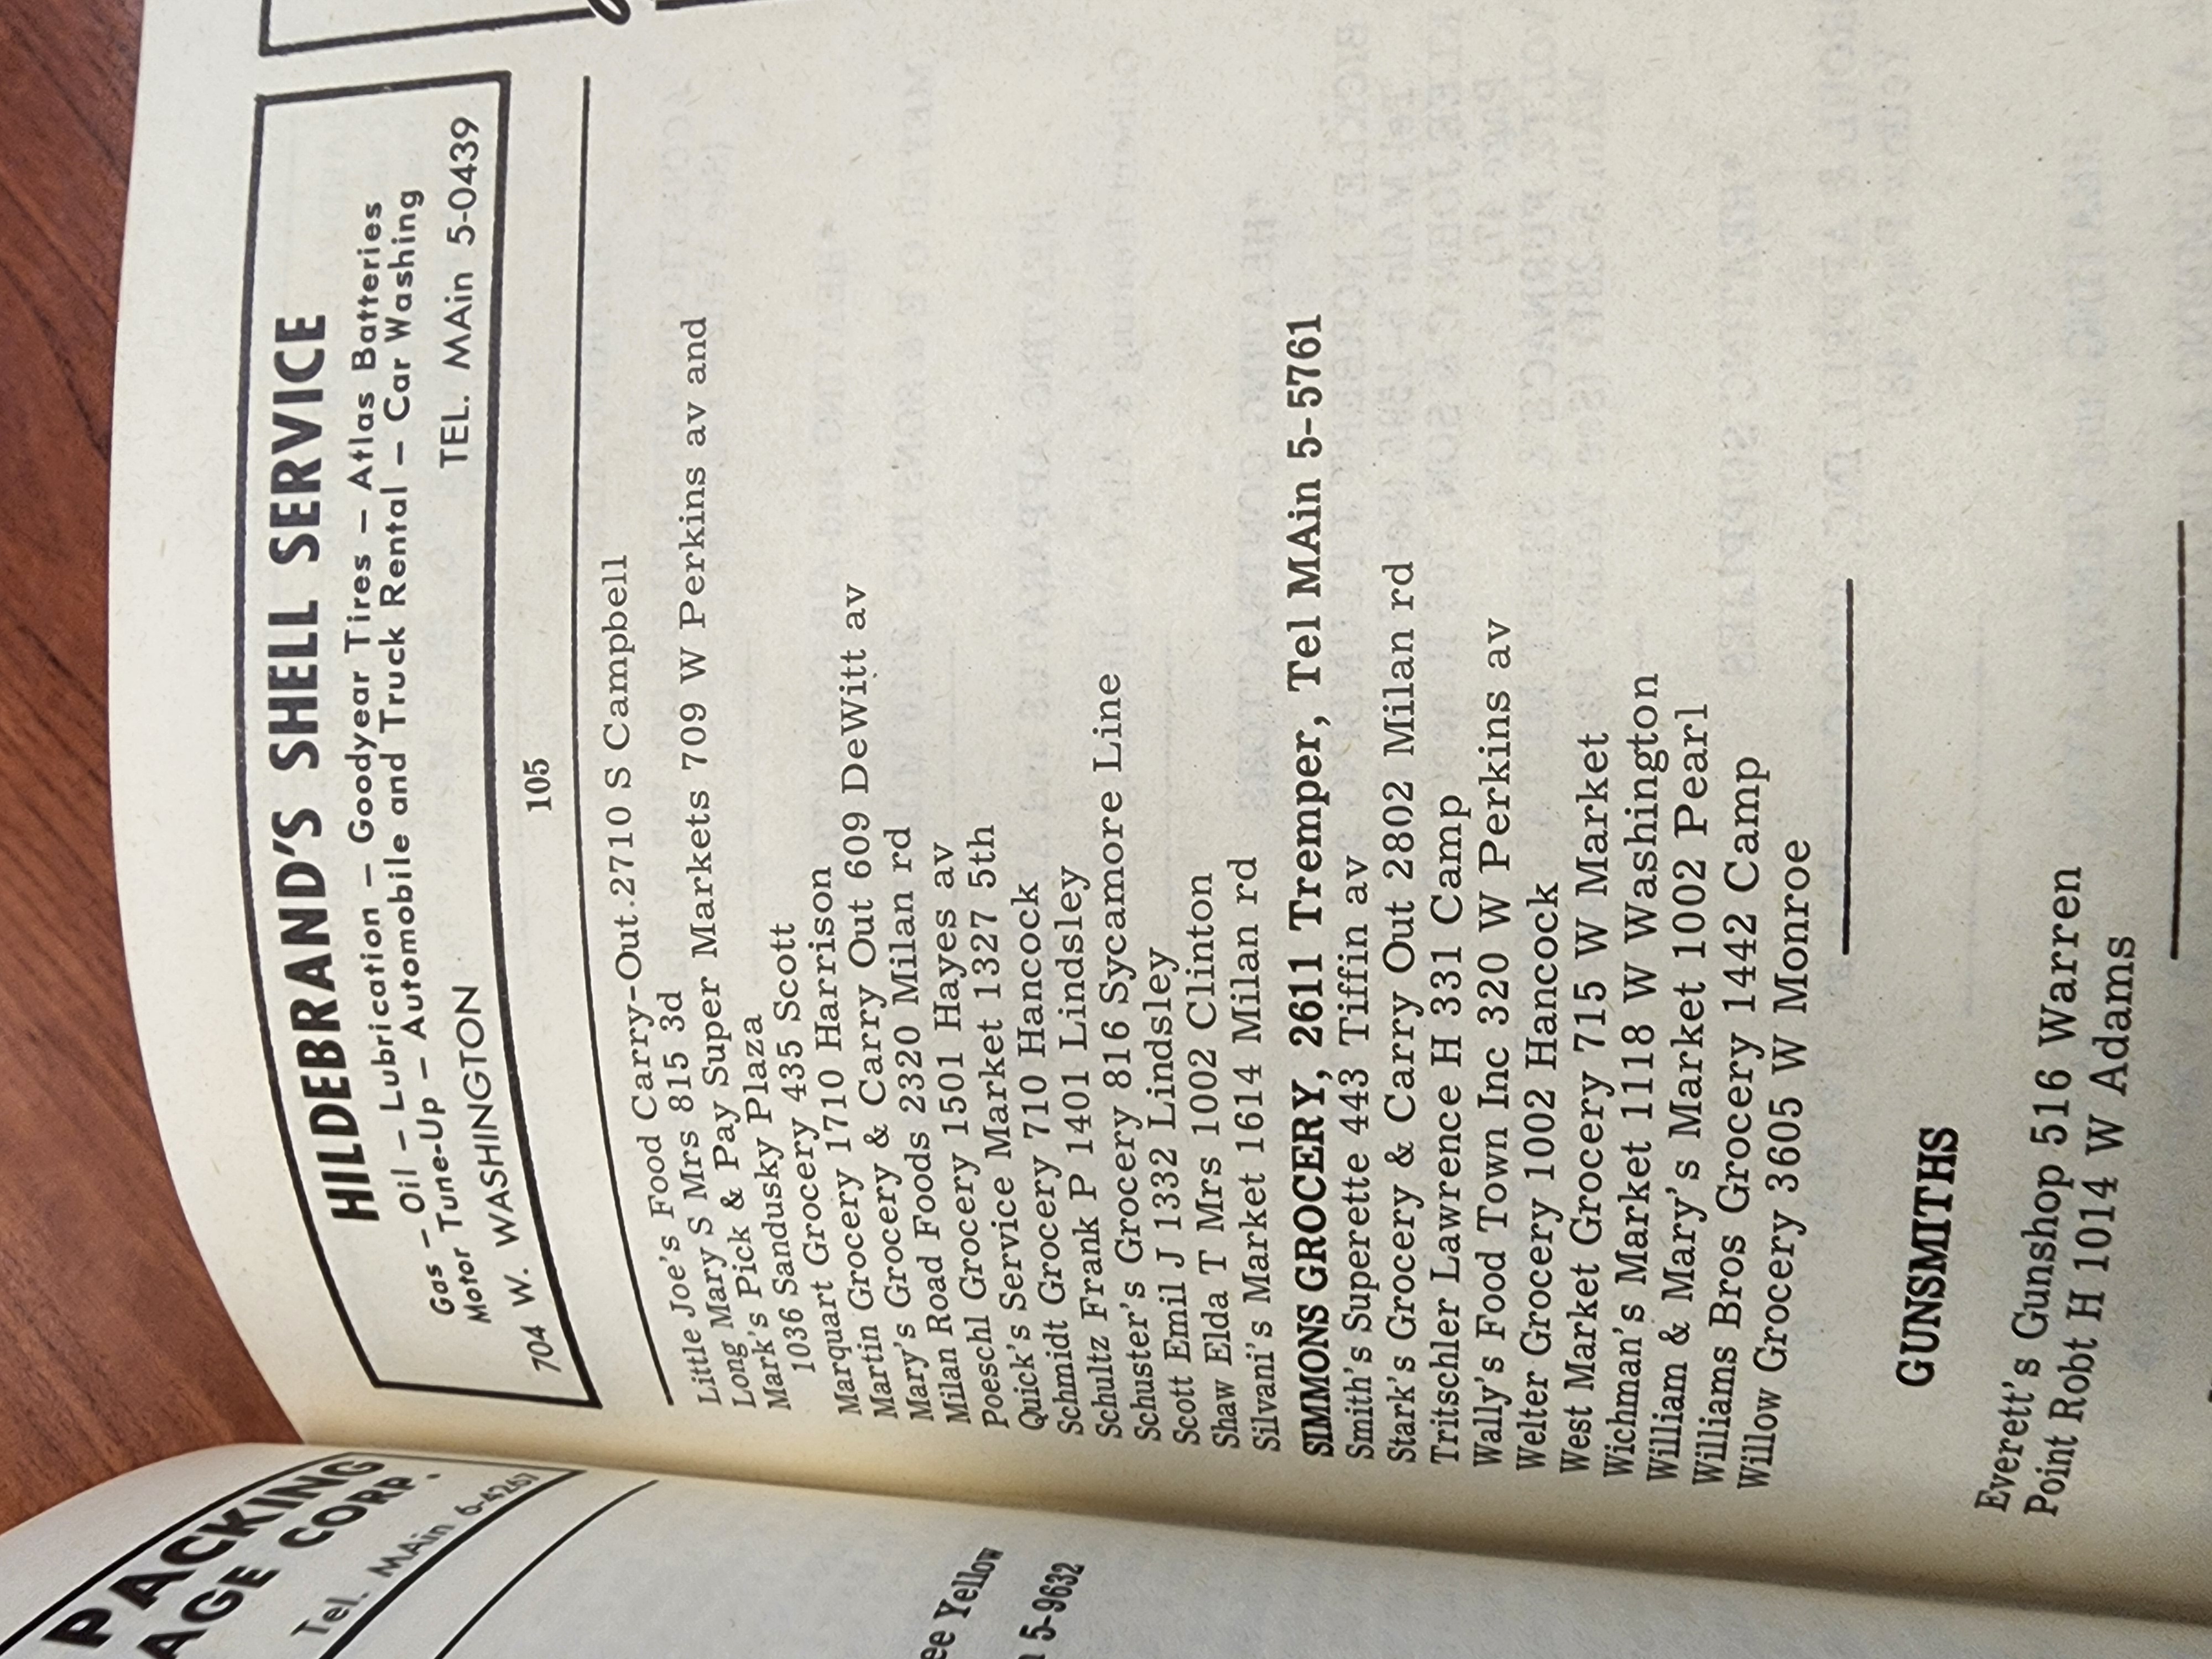 PACKING
AGE CORP.
Tel. MAin 6-4267
ee Yellow
5-9632
HILDEBRAND'S SHELL SERVICE
Gas – Oil – Lubrication – Goodyear Tires – Atlas Batteries
Motor Tune-Up – Automobile and Truck Rental – Car Washing
704 W. WASHINGTON TEL. MAin 5-0439
105
Little Joe's Food Carry-Out.2710 S Campbell
Long Mary S Mrs 815 3d
Mark's Pick & Pay Super Markets 709 W Perkins av and
1036 Sandusky Plaza
Marquart Grocery 435 Scott
Martin Grocery 1710 Harrison
Mary's Grocery & Carry Out 609 DeWitt av
Milan Road Foods 2320 Milan rd
Poeschl Grocery 1501 Hayes av
Quick's Service Market 1327 5th
Schmidt Grocery 710 Hancock
Schultz Frank P 1401 Lindsley
Schuster's Grocery 816 Sycamore Line
Scott Emil J 1332 Lindsley
Shaw Elda T Mrs 1002 Clinton
Silvani's Market 1614 Milan rd
SIMMONS GROCERY, 2611 Tremper, Tel MAin 5-5761
Smith's Superette 443 Tiffin av
Stark's Grocery & Carry Out 2802 Milan rd
Tritschler Lawrence H 331 Camp
Wally's Food Town Inc 320 W Perkins av
Welter Grocery 1002 Hancock
West Market Grocery 715 W Market
Wichman's Market 1118 W Washington
William & Mary's Market 1002 Pearl
Williams Bros Grocery 1442 Camp
Willow Grocery 3605 W Monroe
GUNSMITHS
Everett's Gunshop 516 Warren
Point Robt H 1014 W Adams